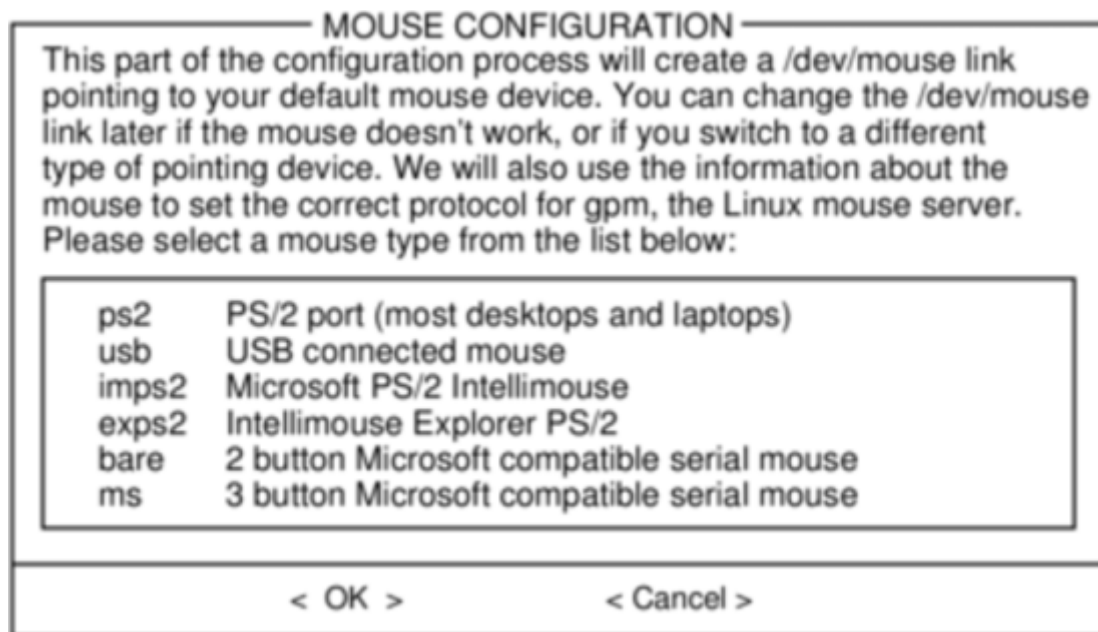 MOUSE CONFIGURATION
This part of the configuration process will create a /dev/mouse link
pointing to your default mouse device. You can change the /dev/mouse
link later if the mouse doesn't work, or if you switch to a different
type of pointing device. We will also use the information about the
mouse to set the correct protocol for gpm, the Linux mouse server.
Please select a mouse type from the list below:
ps2 PS/2 port (most desktops and laptops)
usb USB connected mouse
imps2 Microsoft PS/2 Intellimouse
exps2 Intellimouse Explorer PS/2
bare 2 button Microsoft compatible serial mouse
ms 3 button Microsoft compatible serial mouse
< OK > < Cancel >